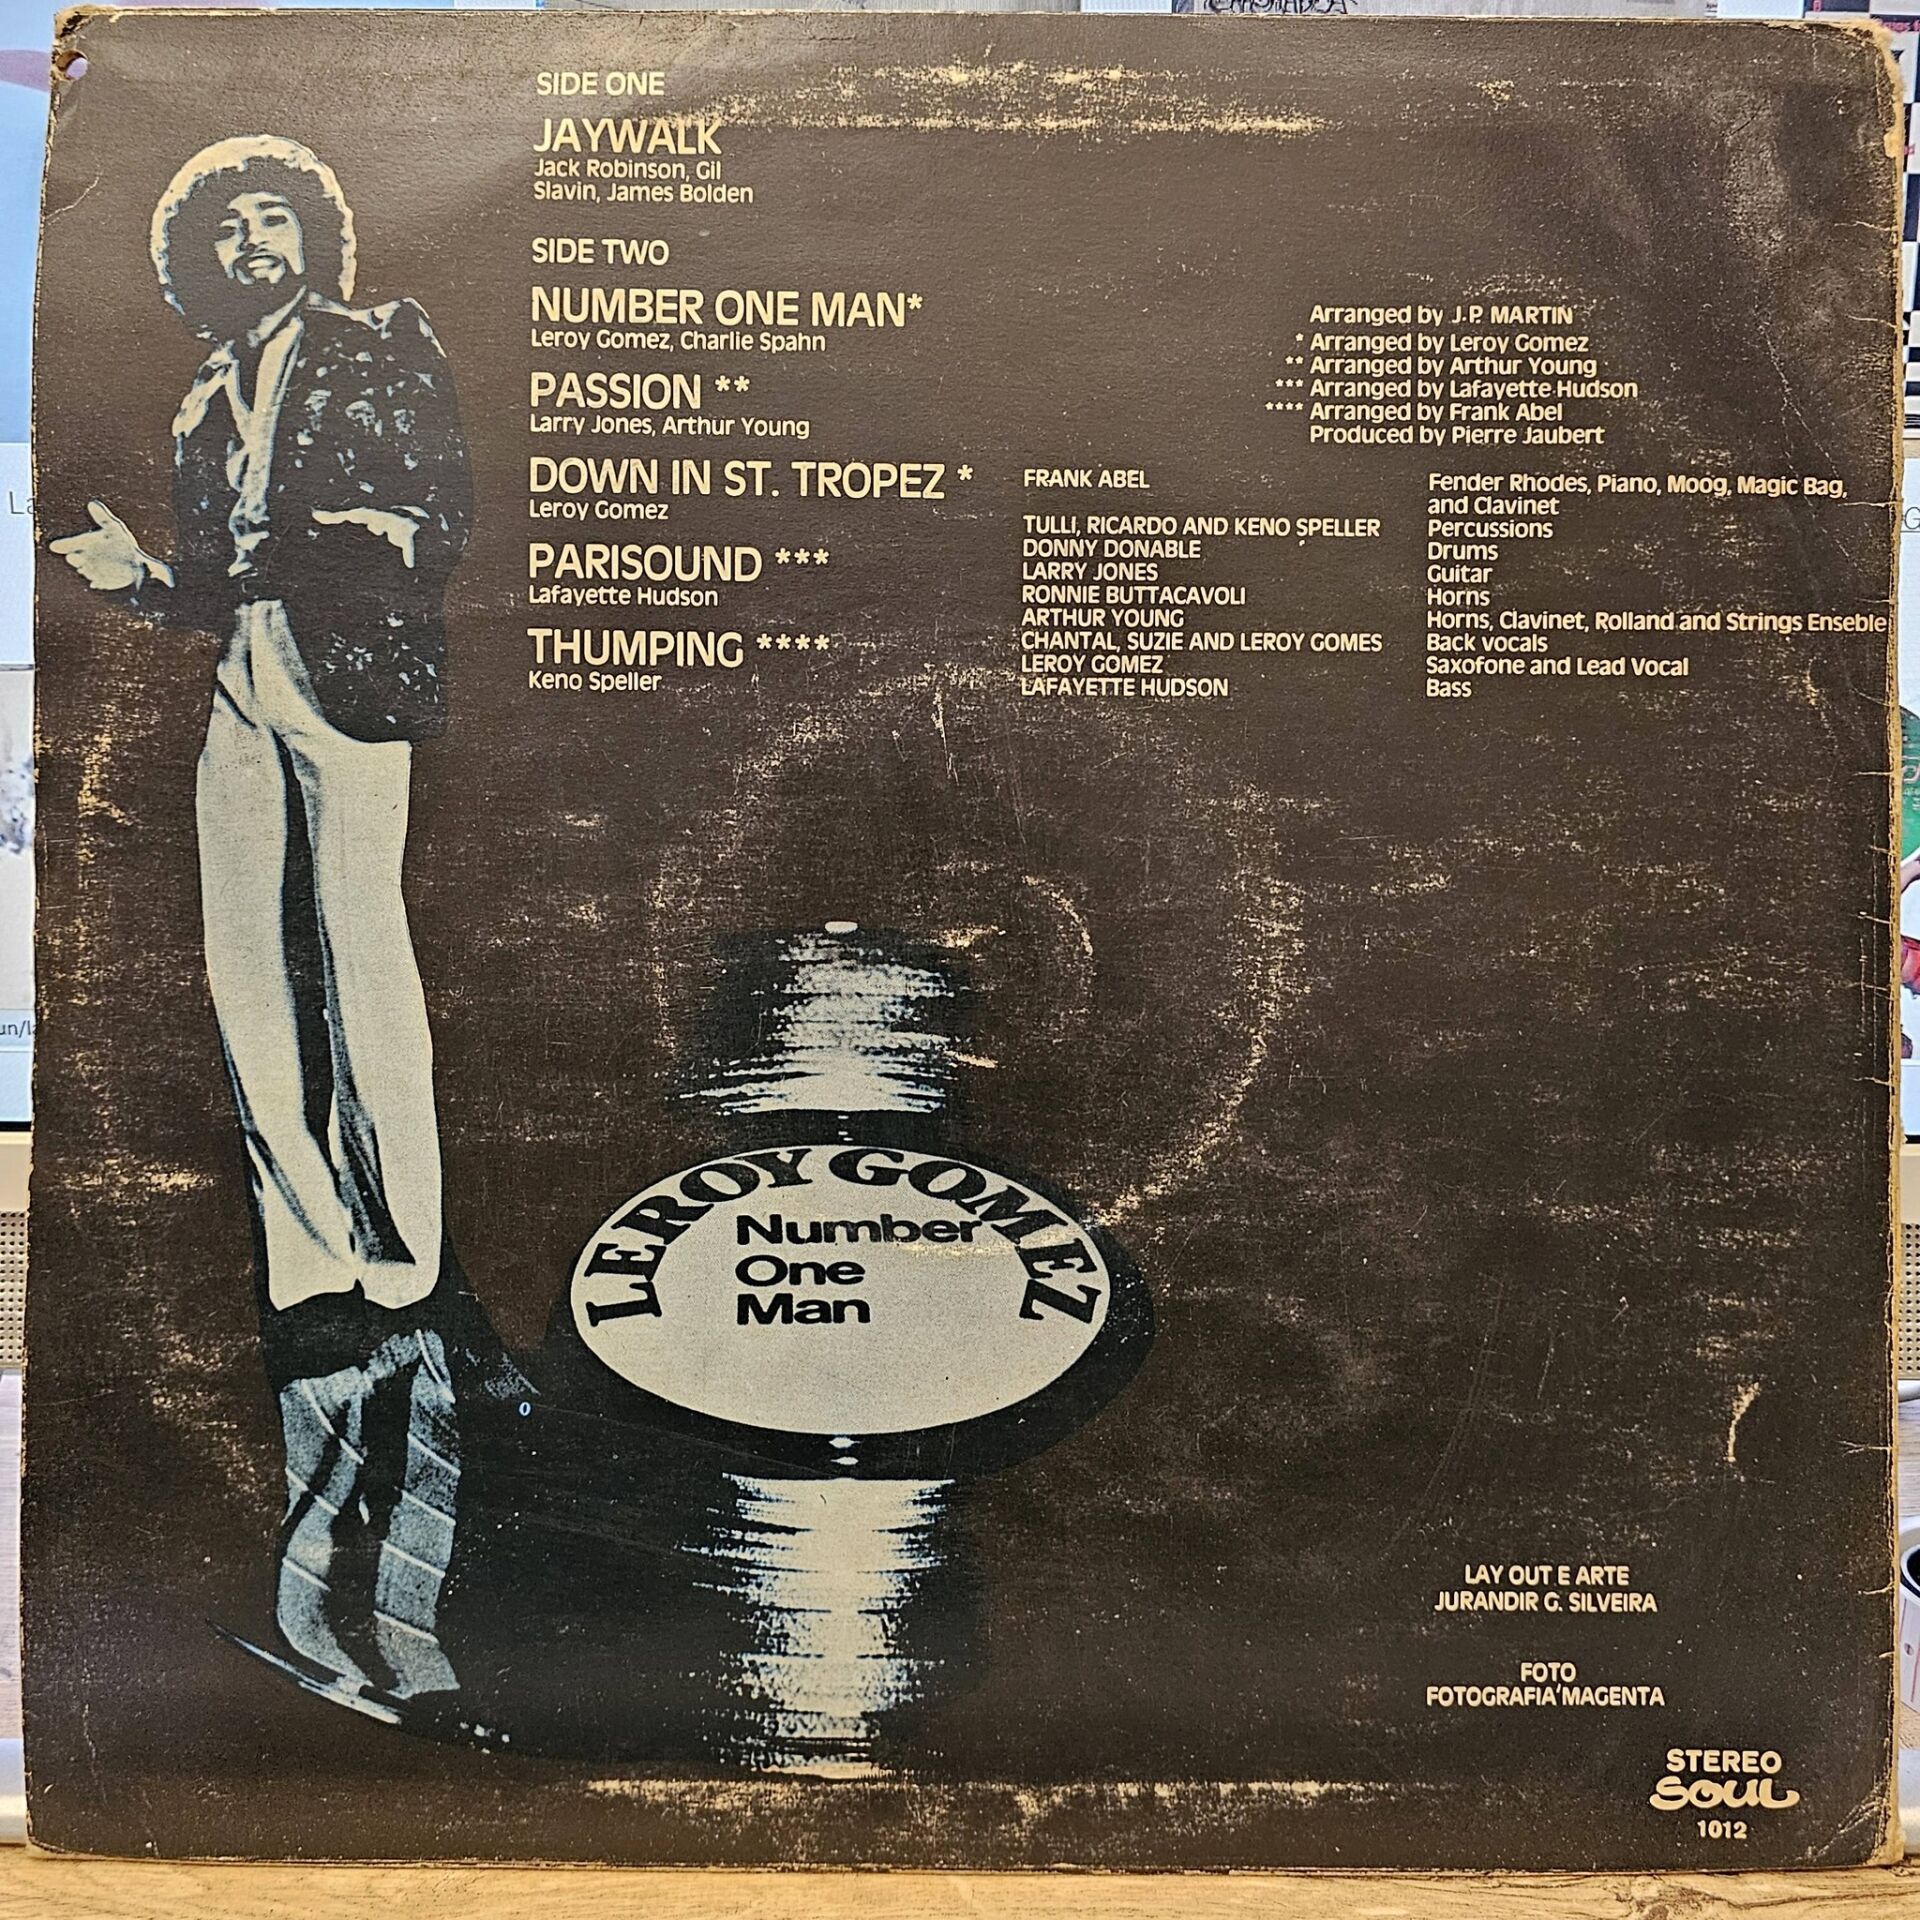 SIDE ONE
JAYWALK
Jack Robinson, Gil
Slavin, James Bolden
SIDE TWO
NUMBER ONE MAN*
Leroy Gomez, Charlie Spahn
PASSION **
Larry Jones, Arthur Young
DOWN IN ST. TROPEZ *
Leroy Gomez
PARISOUND ***
Lafayette Hudson
THUMPING ****
Keno Speller
Arranged by J.P. MARTIN
* Arranged by Leroy Gomez
** Arranged by Arthur Young
*** Arranged by Lafayette Hudson
**** Arranged by Frank Abel
Produced by Pierre Jaubert
FRANK ABEL Fender Rhodes, Piano, Moog, Magic Bag,
and Clavinet
TULLI, RICARDO AND KENO SPELLER Percussions
DONNY DONABLE Drums
LARRY JONES Guitar
RONNIE BUTTACAVOLI Horns
ARTHUR YOUNG Horns, Clavinet, Rolland and Strings Enseble
CHANTAL, SUZIE AND LEROY GOMES Back vocals
LEROY GOMEZ Saxofone and Lead Vocal
LAFAYETTE HUDSON Bass
LEROY GOMEZ
Number
One
Man
LAY OUT E ARTE
JURANDIR G. SILVEIRA
FOTO
FOTOGRAFIA MAGENTA
STEREO
SOUL
1012